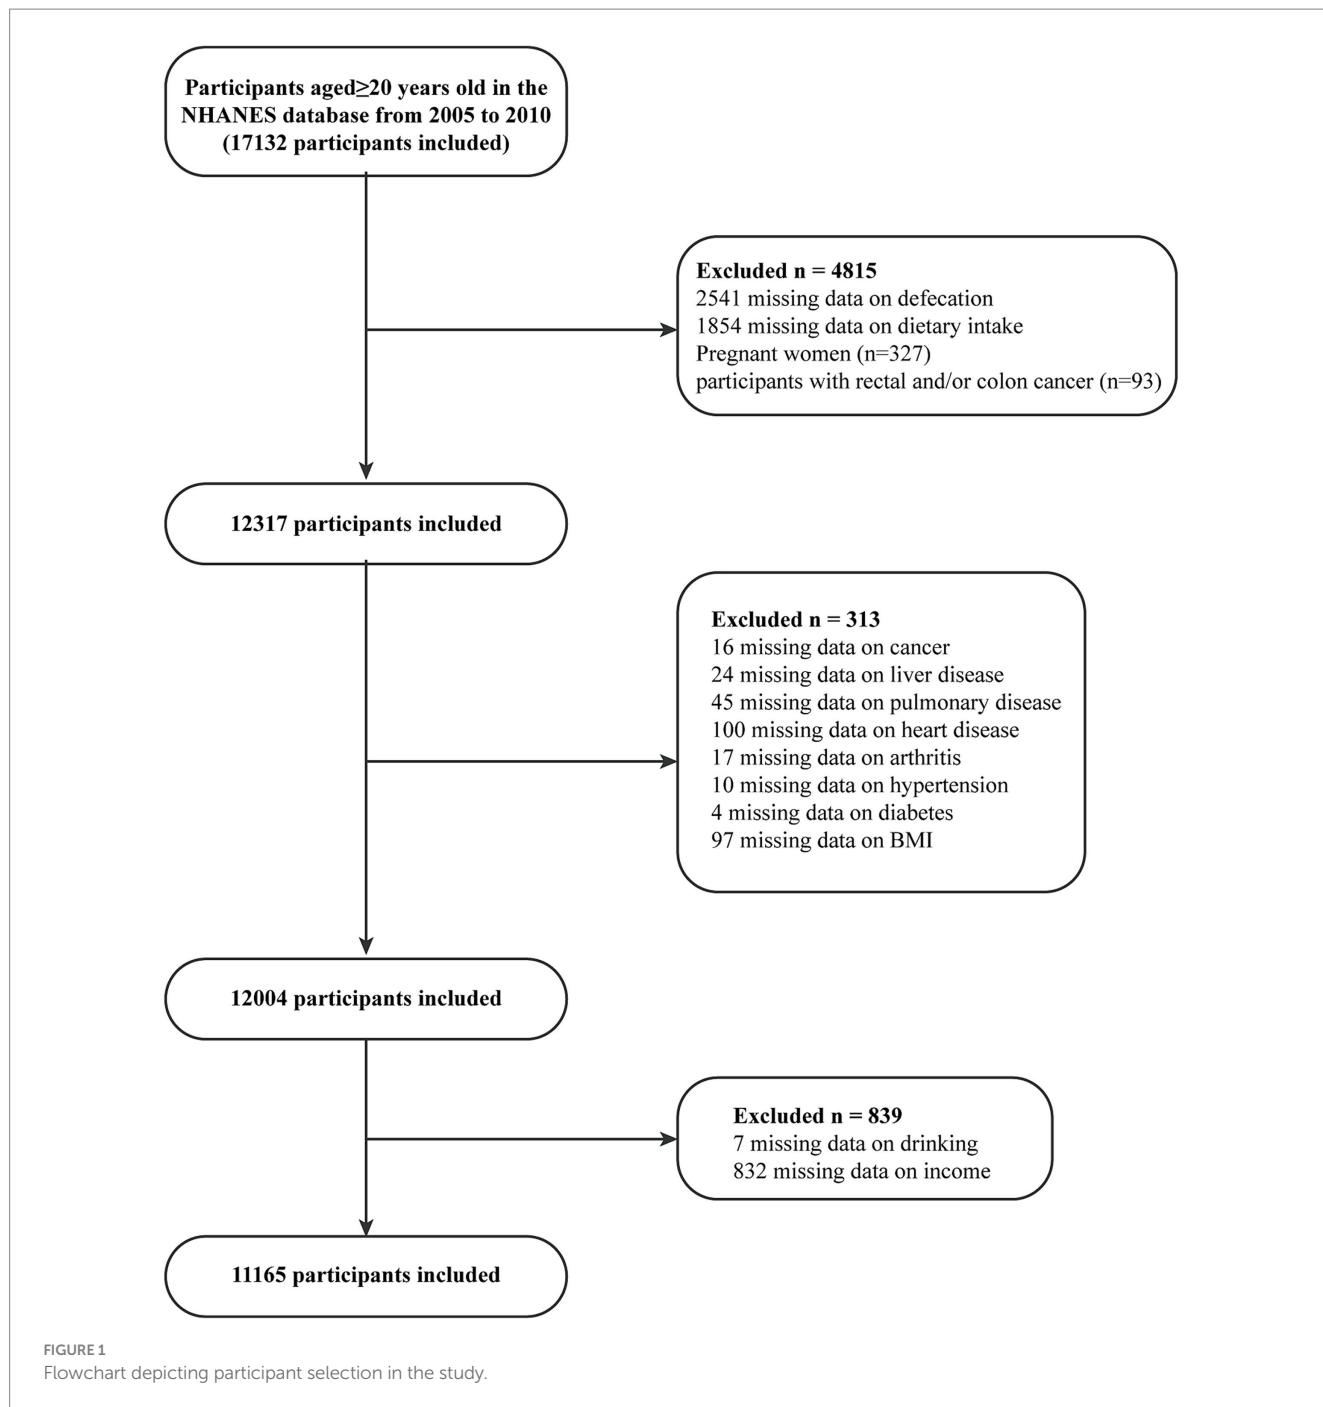 Participants aged≥20 years old in the
NHANES database from 2005 to 2010
(17132 participants included)
Excluded n = 4815
2541 missing data on defecation
1854 missing data on dietary intake
Pregnant women (n=327)
participants with rectal and/or colon cancer (n=93)
12317 participants included
Excluded n = 313
16 missing data on cancer
24 missing data on liver disease
45 missing data on pulmonary disease
100 missing data on heart disease
17 missing data on arthritis
10 missing data on hypertension
4 missing data on diabetes
97 missing data on BMI
12004 participants included
Excluded n = 839
7 missing data on drinking
832 missing data on income
11165 participants included
FIGURE 1
Flowchart depicting participant selection in the study.